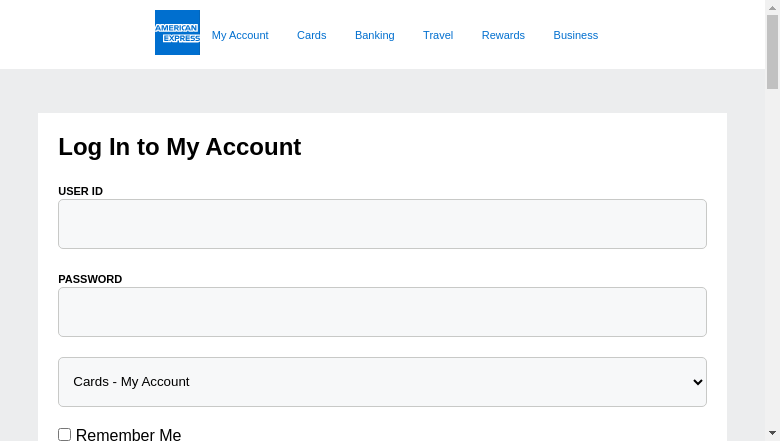 AMERICAN
EXPRESS
My Account Cards Banking Travel Rewards Business
Log In to My Account
USER ID
PASSWORD
Cards - My Account
Remember Me